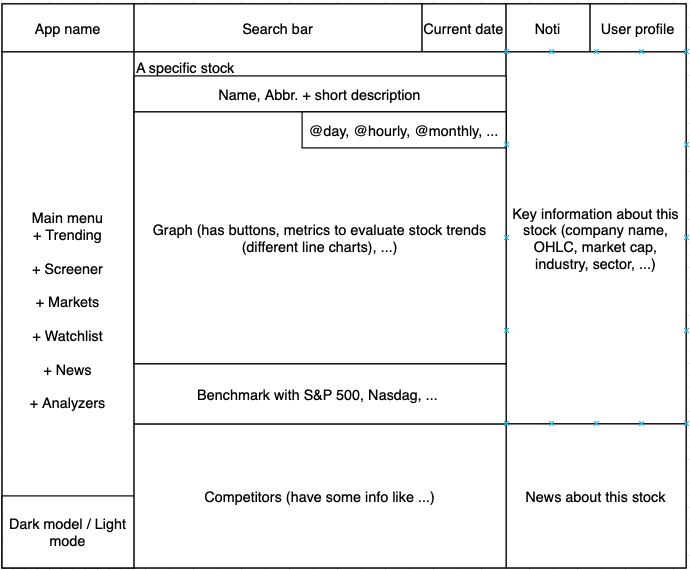 App name
Search bar
Current date
Noti
User profile
A specific stock
Name, Abbr. + short description
@day, @hourly, @monthly, ...
Main menu
+ Trending
+ Screener
+ Markets
+ Watchlist
+ News
+ Analyzers
Graph (has buttons, metrics to evaluate stock trends
(different line charts), ...)
Key information about this
stock (company name,
OHLC, market cap,
industry, sector, ...)
Benchmark with S&P 500, Nasdag, ...
Competitors (have some info like ...)
News about this stock
Dark model / Light
mode